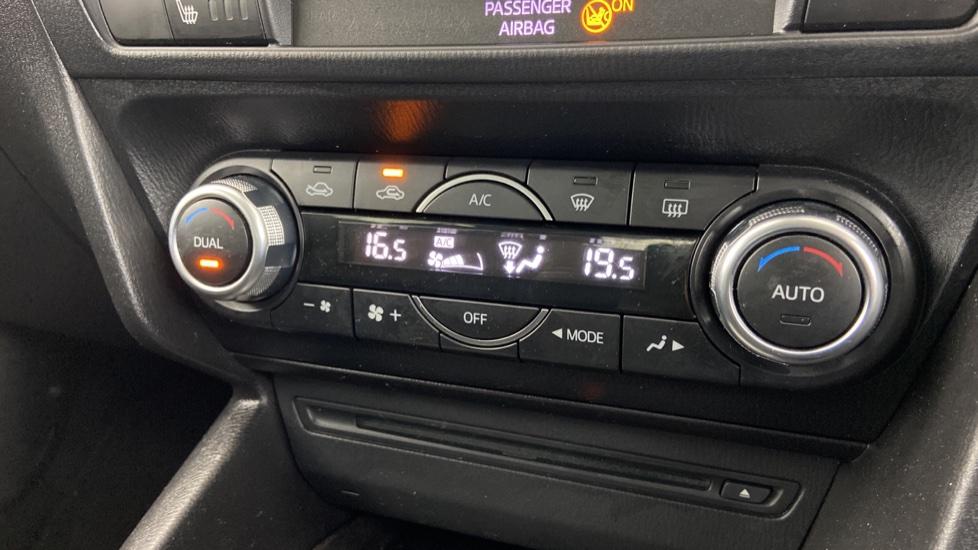 PASSENGER ON
AIRBAG
A/C
DUAL
16.5 A/C 19.5
AUTO
− + OFF ◀ MODE ▶